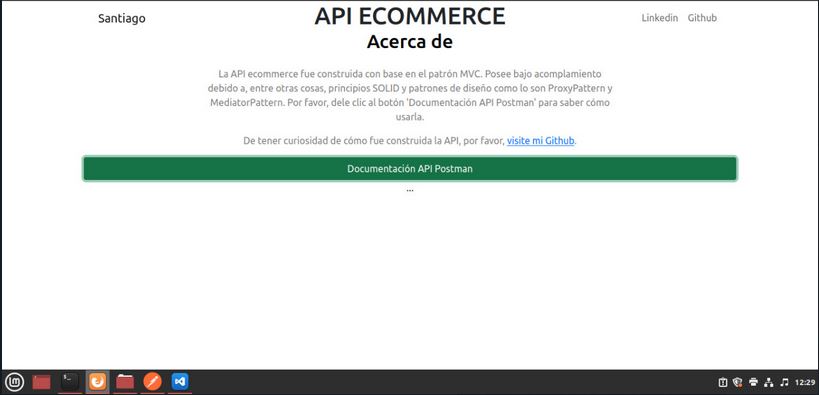 Santiago
API ECOMMERCE
Linkedin Github
Acerca de
La API ecommerce fue construida con base en el patrón MVC. Posee bajo acomplamiento
debido a, entre otras cosas, principios SOLID y patrones de diseño como lo son ProxyPattern y
MediatorPattern. Por favor, dele clic al botón 'Documentación API Postman' para saber cómo
usarla.
De tener curiosidad de cómo fue construida la API, por favor, visite mi Github.
Documentación API Postman
...
12:29